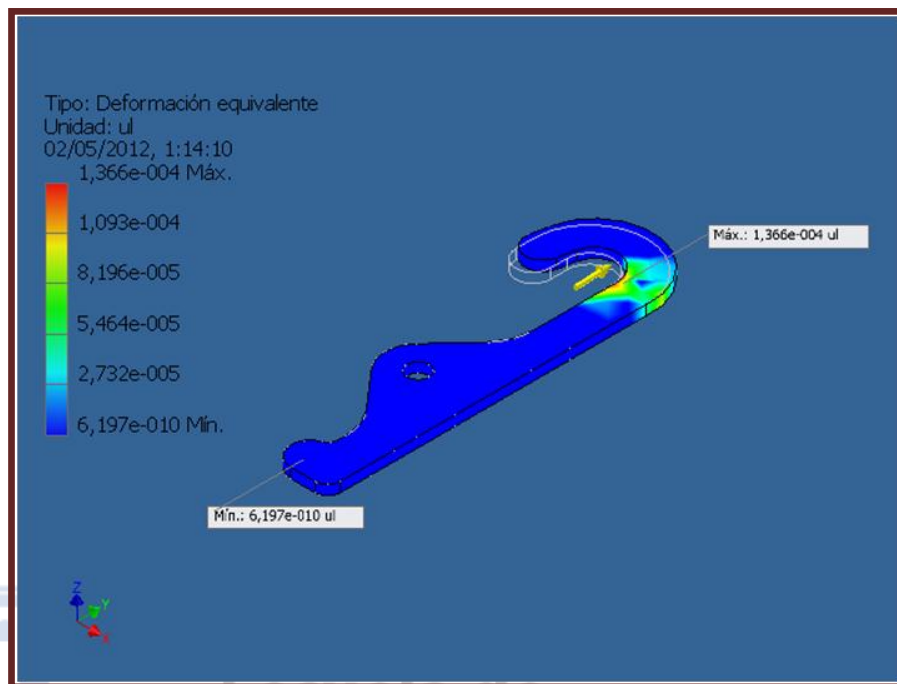 Tipo: Deformación equivalente
Unidad: ul
02/05/2012, 1:14:10
1,366e-004 Máx.
1,093e-004
8,196e-005
5,464e-005
2,732e-005
6,197e-010 Mín.
Máx.: 1,366e-004 ul
Mín.: 6,197e-010 ul
Z
Y
X